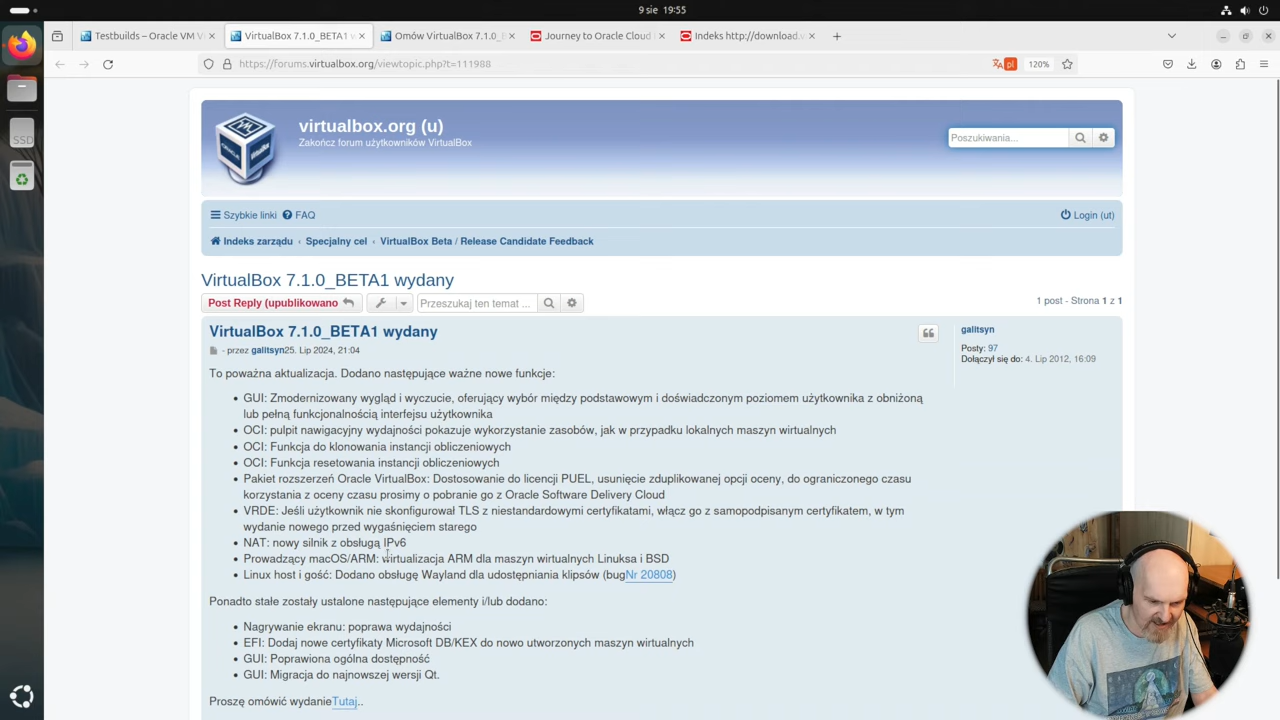 9 sie 19:55
Testbuilds – Oracle VM V
VirtualBox 7.1.0_BETA1 w
Omów VirtualBox 7.1.0_
Journey to Oracle Cloud
Indeks http://download.v
https://forums.virtualbox.org/viewtopic.php?t=111988
pl
120%
SSD
virtualbox.org (u)
Zakończ forum użytkowników VirtualBox
Poszukiwania...
Szybkie linki
FAQ
Login (ut)
Indeks zarządu ‹ Specjalny cel ‹ VirtualBox Beta / Release Candidate Feedback
VirtualBox 7.1.0_BETA1 wydany
Post Reply (upublikowano
Przeszukaj ten temat ...
1 post - Strona 1 z 1
VirtualBox 7.1.0_BETA1 wydany
- przez galitsyn25. Lip 2024, 21:04
galitsyn
Posty: 97
Dołączył się do: 4. Lip 2012, 16:09
To poważna aktualizacja. Dodano następujące ważne nowe funkcje:
• GUI: Zmodernizowany wygląd i wyczucie, oferujący wybór między podstawowym i doświadczonym poziomem użytkownika z obniżoną
lub pełną funkcjonalnością interfejsu użytkownika
• OCI: pulpit nawigacyjny wydajności pokazuje wykorzystanie zasobów, jak w przypadku lokalnych maszyn wirtualnych
• OCI: Funkcja do klonowania instancji obliczeniowych
• OCI: Funkcja resetowania instancji obliczeniowych
• Pakiet rozszerzeń Oracle VirtualBox: Dostosowanie do licencji PUEL, usunięcie zduplikowanej opcji oceny, do ograniczonego czasu
korzystania z oceny czasu prosimy o pobranie go z Oracle Software Delivery Cloud
• VRDE: Jeśli użytkownik nie skonfigurował TLS z niestandardowymi certyfikatami, włącz go z samopodpisanym certyfikatem, w tym
wydanie nowego przed wygaśnięciem starego
• NAT: nowy silnik z obsługą IPv6
• Prowadzący macOS/ARM: virtualizacja ARM dla maszyn wirtualnych Linuksa i BSD
• Linux host i gość: Dodano obsługę Wayland dla udostępniania klipsów (bugNr 20808)
Ponadto stałe zostały ustalone następujące elementy i/lub dodano:
• Nagrywanie ekranu: poprawa wydajności
• EFI: Dodaj nowe certyfikaty Microsoft DB/KEX do nowo utworzonych maszyn wirtualnych
• GUI: Poprawiona ogólna dostępność
• GUI: Migracja do najnowszej wersji Qt.
Proszę omówić wydanieTutaj..